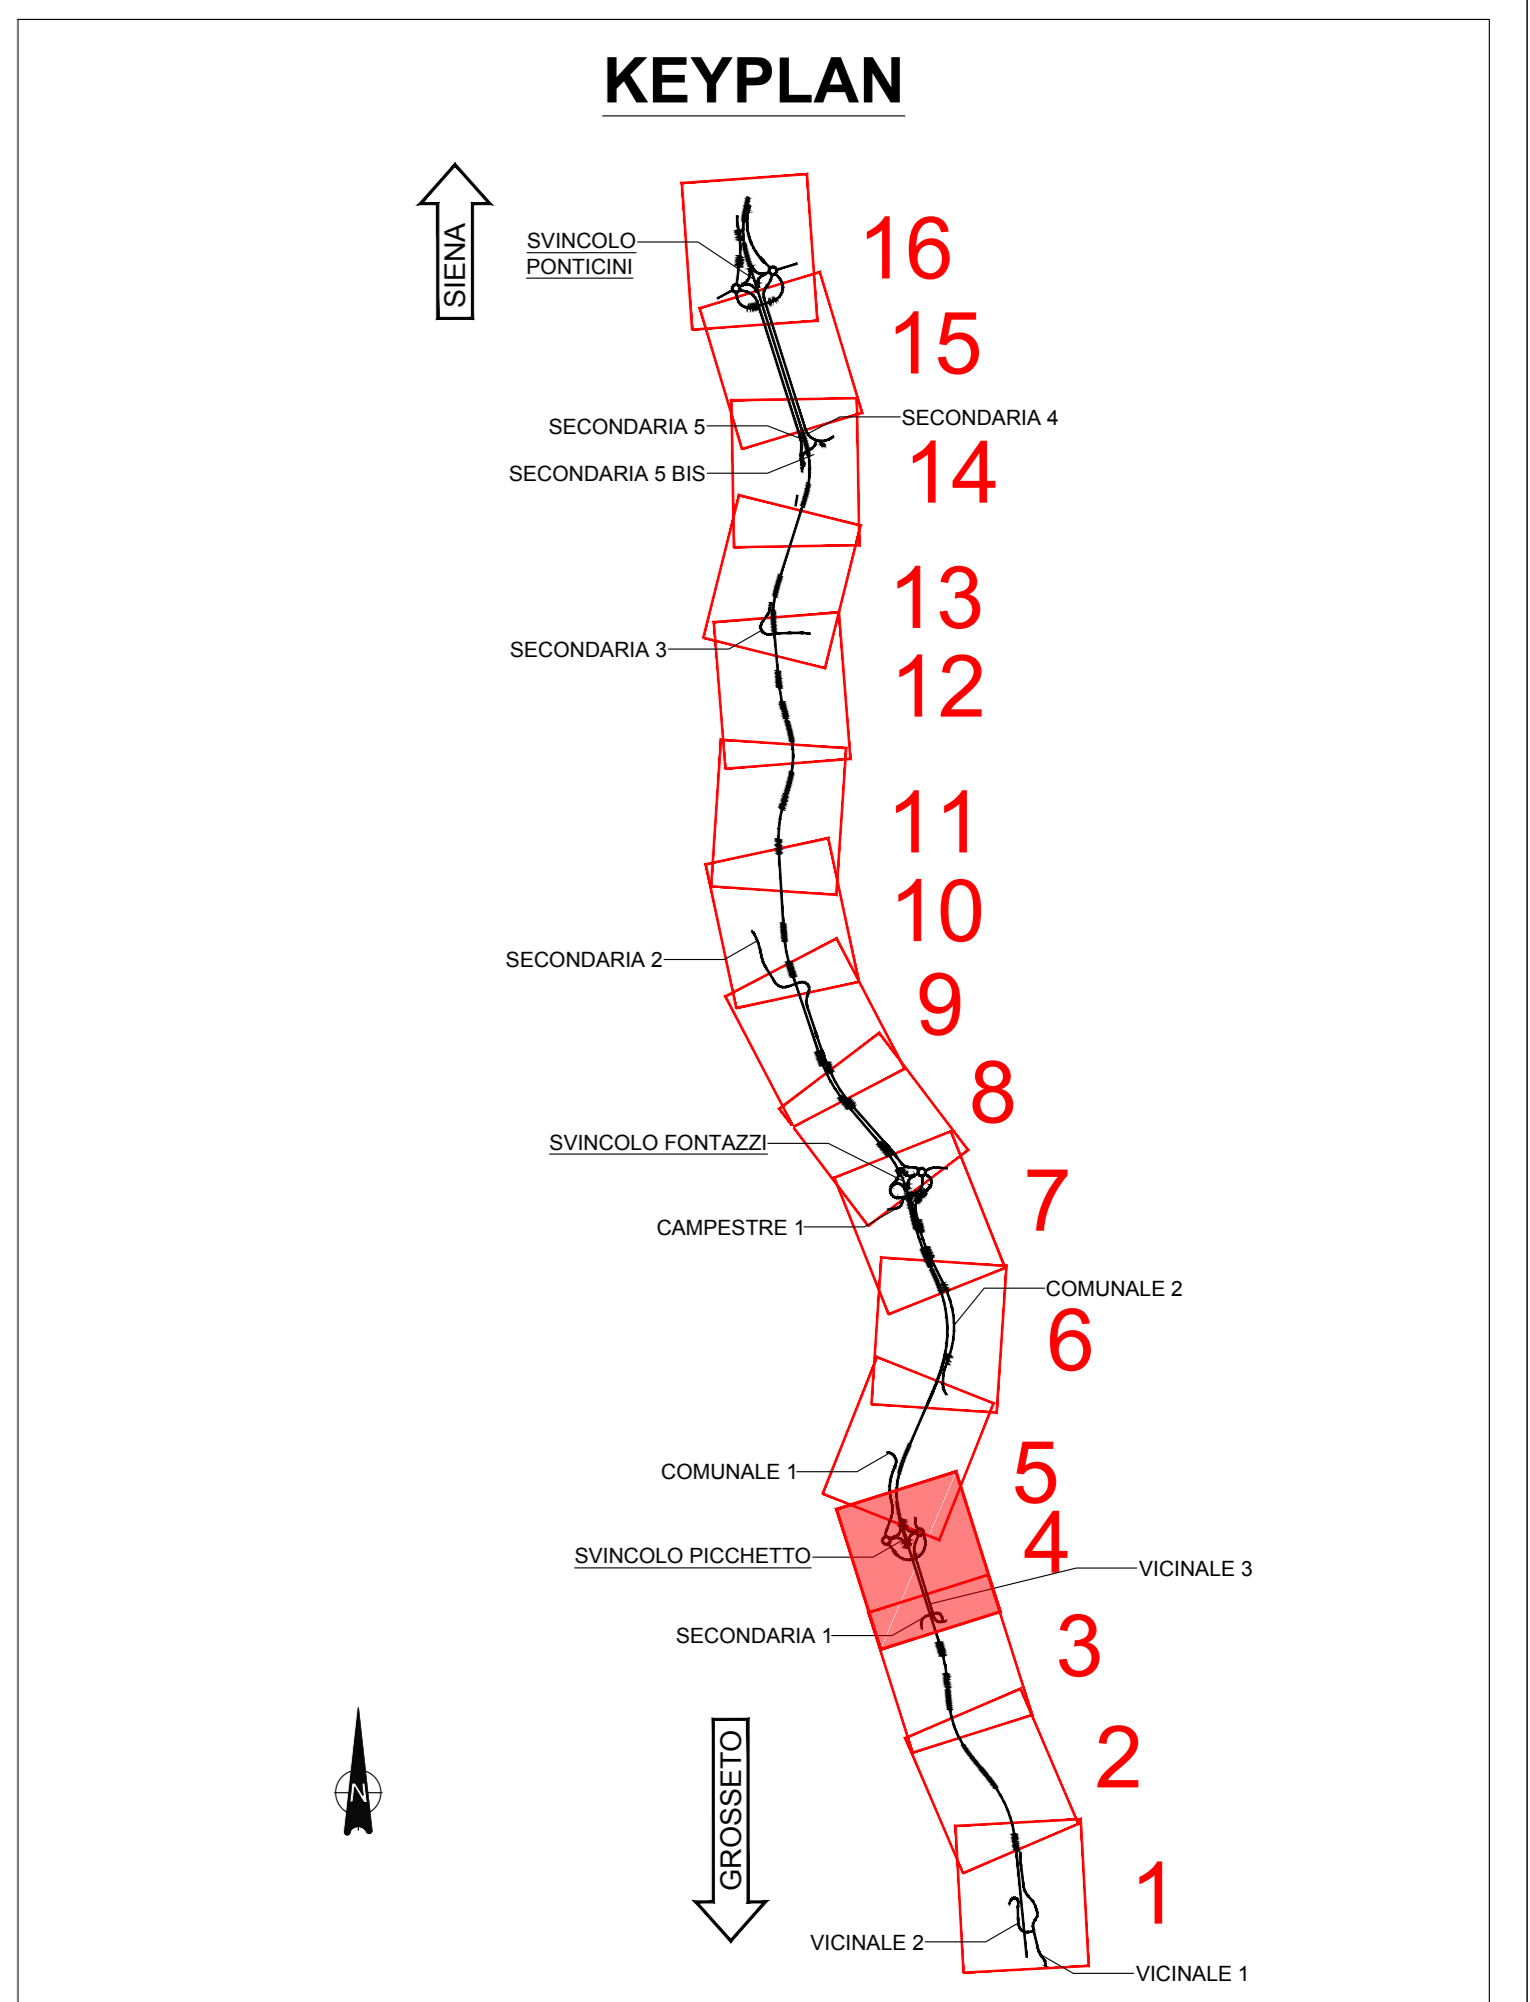 KEYPLAN
SIENA
SVINCOLO
PONTICINI
16
15
SECONDARIA 4
SECONDARIA 5
14
SECONDARIA 5 BIS
13
SECONDARIA 3
12
11
10
SECONDARIA 2
9
8
SVINCOLO FONTAZZI
7
CAMPESTRE 1
COMUNALE 2
6
COMUNALE 1
5
4
SVINCOLO PICCHETTO
VICINALE 3
SECONDARIA 1
3
2
N
GROSSETO
1
VICINALE 2
VICINALE 1